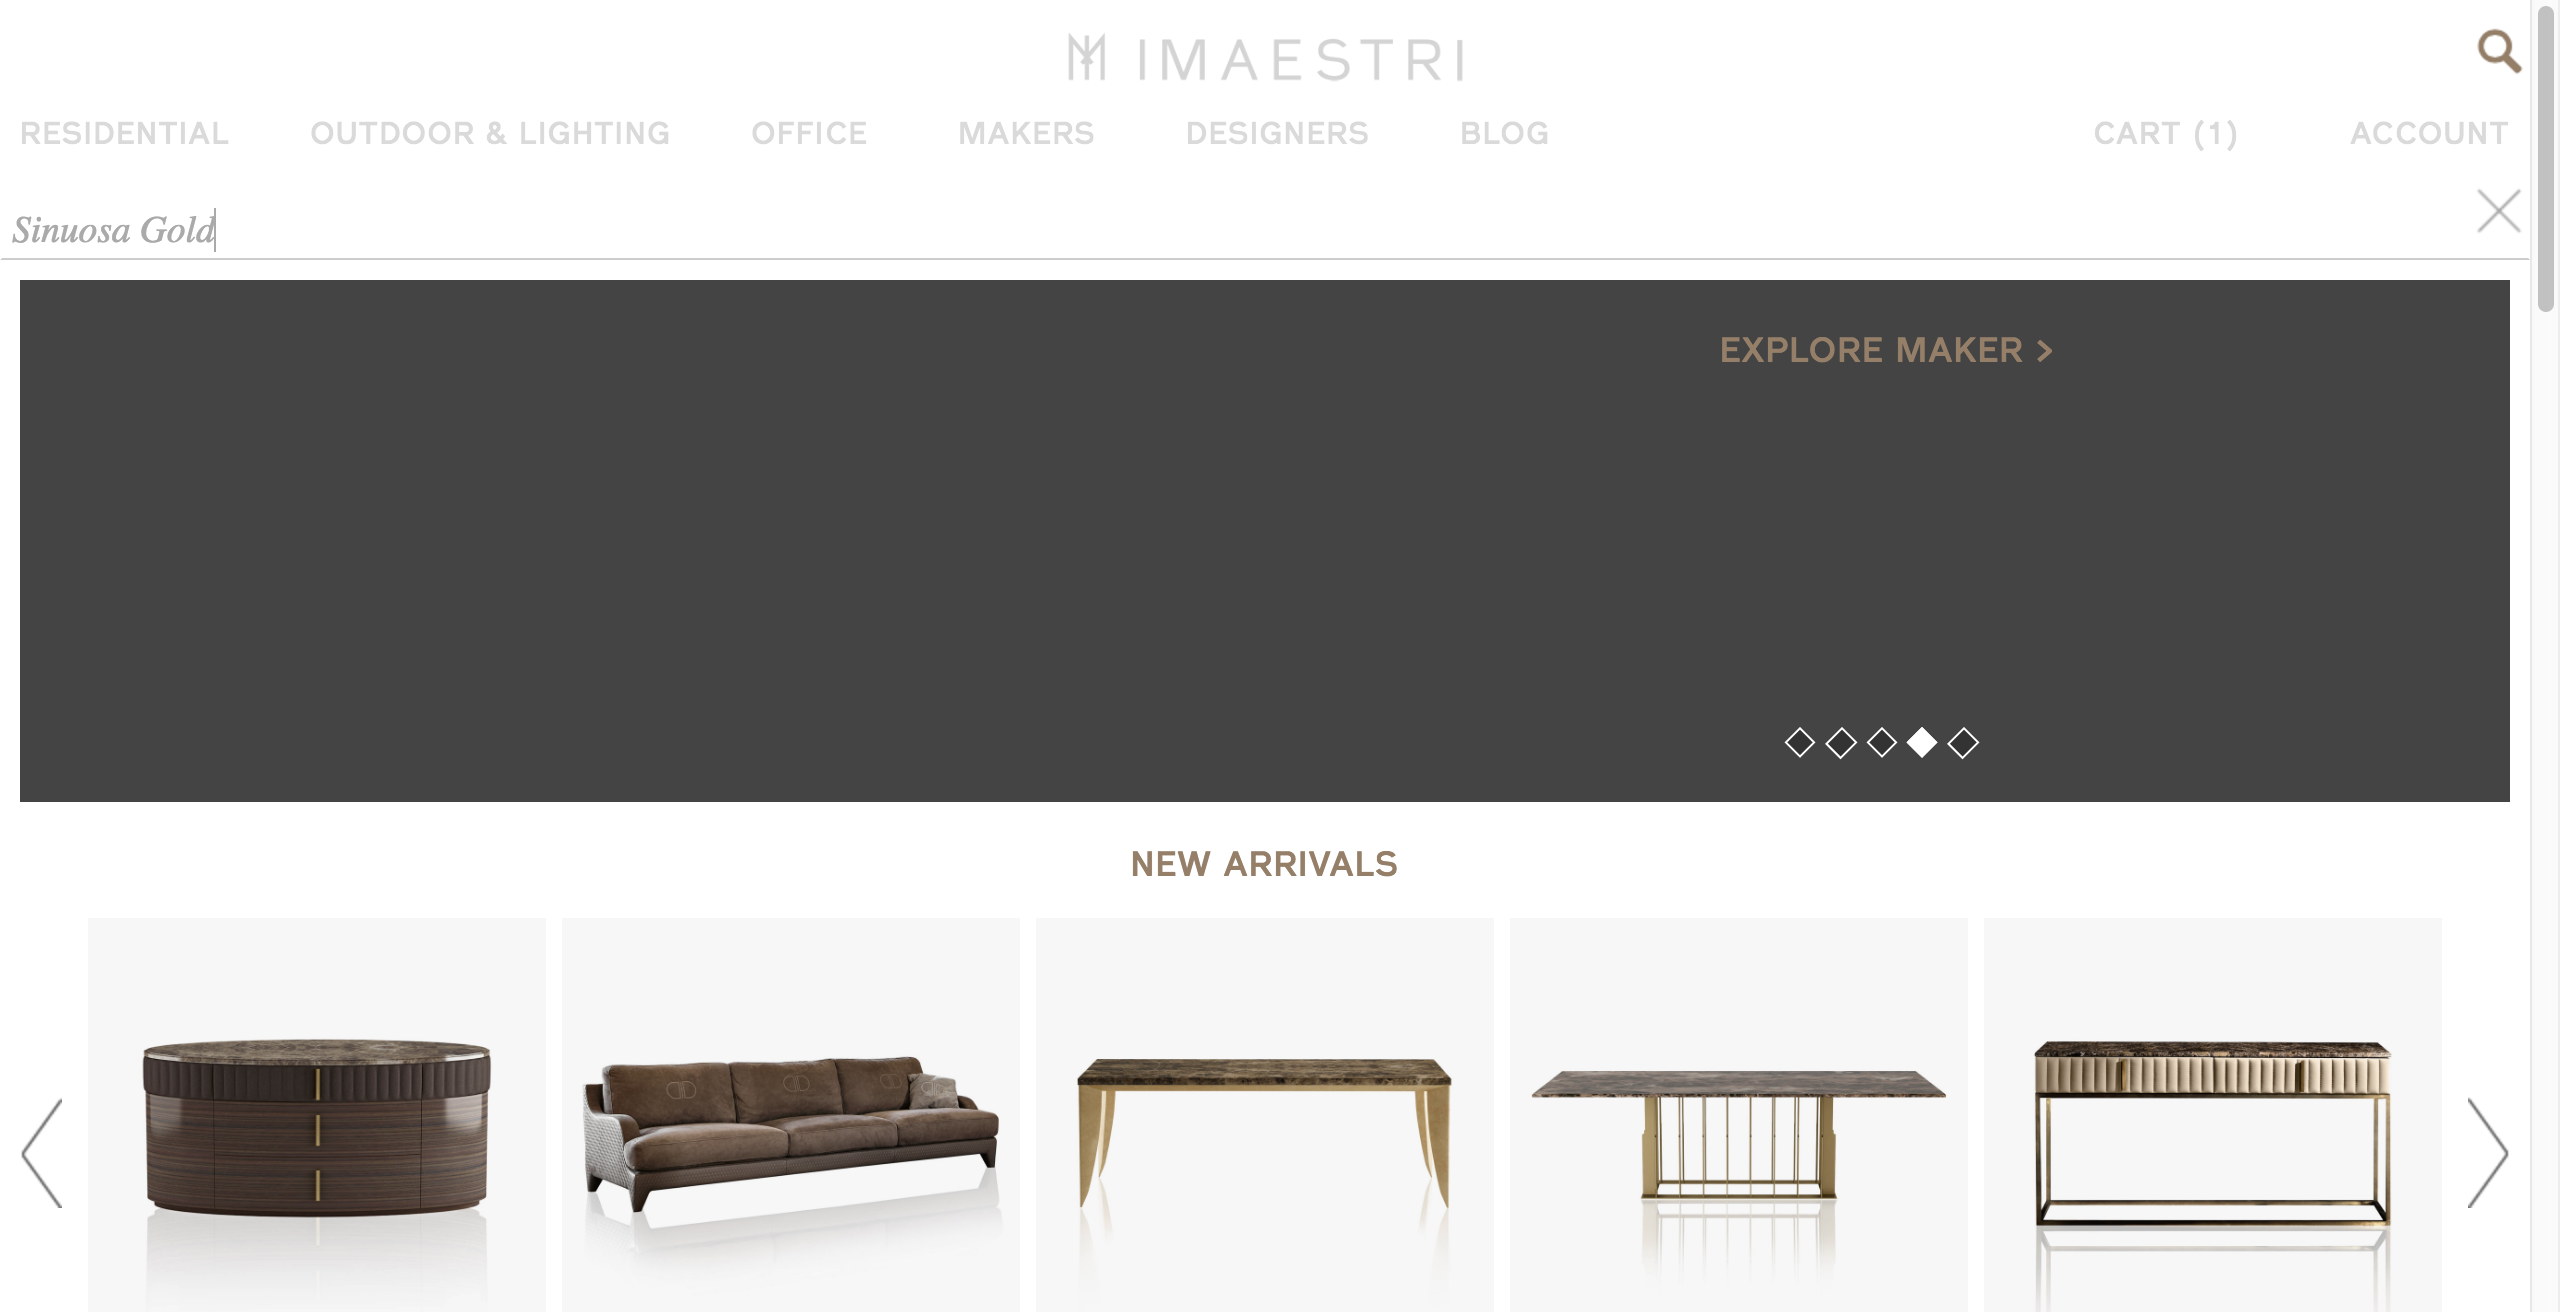 IMAESTRI
RESIDENTIAL OUTDOOR & LIGHTING OFFICE MAKERS DESIGNERS BLOG CART (1) ACCOUNT
Sinuosa Gold
EXPLORE MAKER >
NEW ARRIVALS